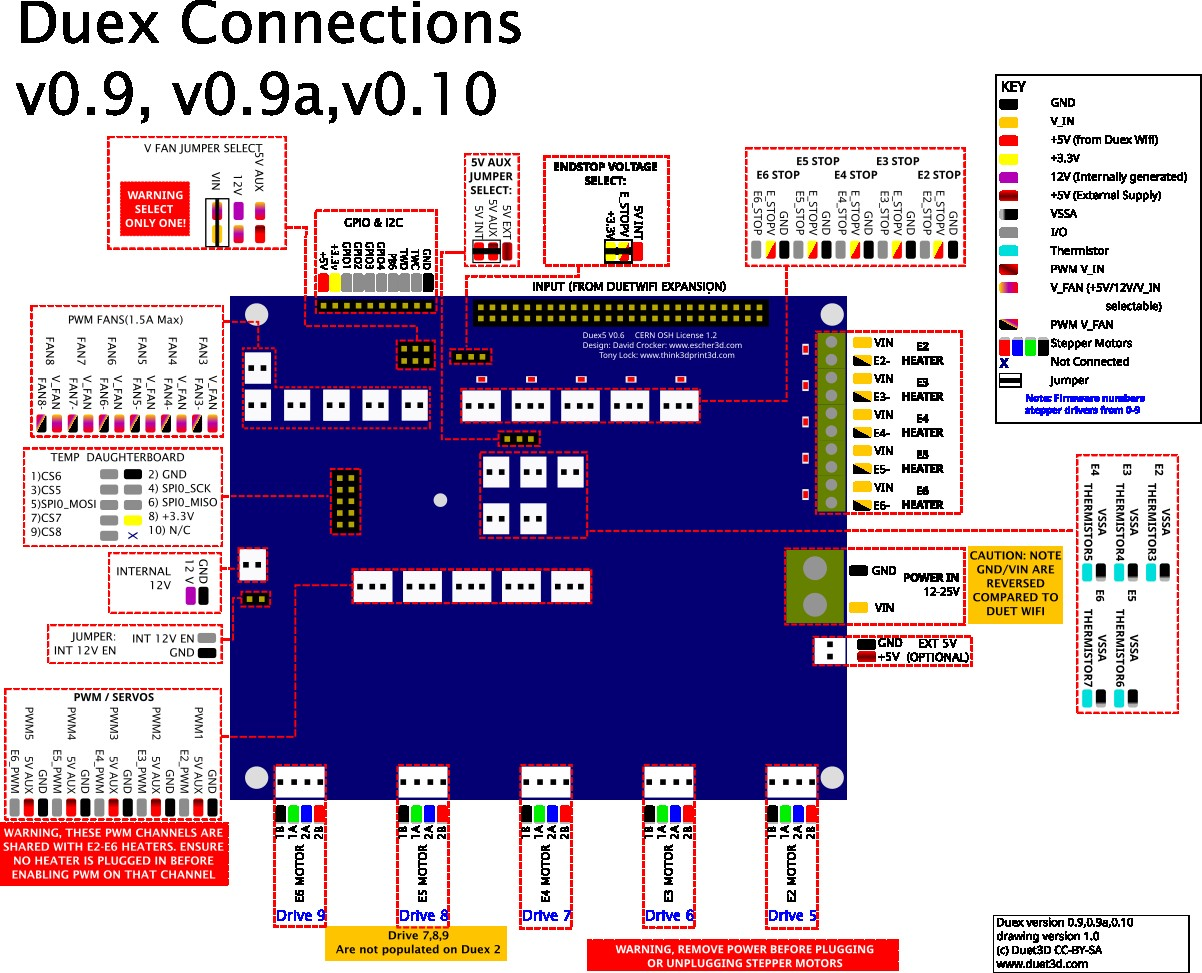 Duex Connections
v0.9, v0.9a,v0.10
KEY
GND
V_IN
+5V (from Duex Wifi)
+3.3V
12V (Internally generated)
+5V (External Supply)
VSSA
I/O
Thermistor
PWM V_IN
V_FAN (+5V/12V/V_IN
selectable)
PWM V_FAN
Stepper Motors
X Not Connected
Jumper
Note: Firmware numbers
stepper drivers from 0-9
V FAN JUMPER SELECT
WARNING
SELECT
ONLY ONE!
VIN
12V
5V AUX
GPIO & I2C
+5V
+3.3V
GPIO1
GPIO2
GPIO3
GPIO4
PB6
TWD
TWC
GND
5V AUX
JUMPER
SELECT:
5V INT
5V AUX
5V EXT
ENDSTOP VOLTAGE
SELECT:
+3.3V
E_STOPV
5V INT
E5 STOP E3 STOP
E6 STOP E4 STOP E2 STOP
E6_STOP
E_STOPV
GND
E5_STOP
E_STOPV
GND
E4_STOP
E_STOPV
GND
E3_STOP
E_STOPV
GND
E2_STOP
E_STOPV
GND
INPUT (FROM DUETWIFI EXPANSION)
Duex5 V0.6 CERN OSH License 1.2
Design: David Crocker: www.escher3d.com
Tony Lock: www.think3dprint3d.com
PWM FANS(1.5A Max)
FAN8
FAN7
FAN6
FAN5
FAN4
FAN3
FAN8-
V_FAN
FAN7-
V_FAN
FAN6-
V_FAN
FAN5-
V_FAN
FAN4-
V_FAN
FAN3-
V_FAN
VIN E2
E2- HEATER
VIN E3
E3- HEATER
VIN E4
E4- HEATER
VIN E5
E5- HEATER
VIN E6
E6- HEATER
TEMP DAUGHTERBOARD
1)CS6 2) GND
3)CS5 4) SPI0_SCK
5)SPI0_MOSI 6) SPI0_MISO
7)CS7 8) +3.3V
9)CS8 X 10) N/C
E4
THERMISTOR5
VSSA
E3
THERMISTOR4
VSSA
E2
THERMISTOR3
VSSA
E6
THERMISTOR7
VSSA
E5
THERMISTOR6
VSSA
INTERNAL
12V
12 V
GND
GND POWER IN
12-25V
VIN
CAUTION: NOTE
GND/VIN ARE
REVERSED
COMPARED TO
DUET WIFI
JUMPER: INT 12V EN
INT 12V EN GND
GND EXT 5V
+5V (OPTIONAL)
PWM / SERVOS
PWM5
PWM4
PWM3
PWM2
PWM1
E6_PWM
5V AUX
GND
E5_PWM
5V AUX
GND
E4_PWM
5V AUX
GND
E3_PWM
5V AUX
GND
E2_PWM
5V AUX
GND
WARNING, THESE PWM CHANNELS ARE
SHARED WITH E2-E6 HEATERS. ENSURE
NO HEATER IS PLUGGED IN BEFORE
ENABLING PWM ON THAT CHANNEL
1B
1A
2A
2B
E6 MOTOR
Drive 9
1B
1A
2A
2B
E5 MOTOR
Drive 8
1B
1A
2A
2B
E4 MOTOR
Drive 7
1B
1A
2A
2B
E3 MOTOR
Drive 6
1B
1A
2A
2B
E2 MOTOR
Drive 5
Drive 7,8,9
Are not populated on Duex 2
WARNING, REMOVE POWER BEFORE PLUGGING
OR UNPLUGGING STEPPER MOTORS
Duex version 0.9,0.9a,0.10
drawing version 1.0
(c) Duet3D CC-BY-SA
www.duet3d.com